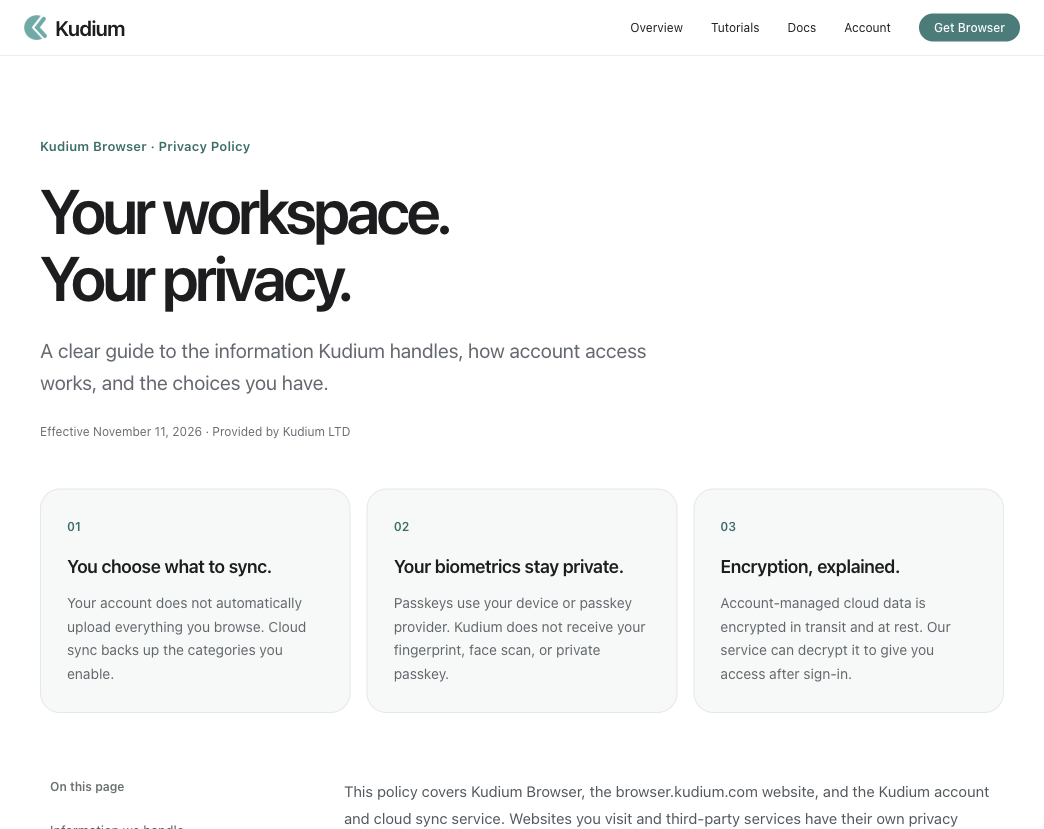 Kudium
Overview
Tutorials
Docs
Account
Get Browser
Kudium Browser · Privacy Policy
Your workspace.
Your privacy.
A clear guide to the information Kudium handles, how account access
works, and the choices you have.
Effective November 11, 2026 · Provided by Kudium LTD
01
You choose what to sync.
Your account does not automatically
upload everything you browse. Cloud
sync backs up the categories you
enable.
02
Your biometrics stay private.
Passkeys use your device or passkey
provider. Kudium does not receive your
fingerprint, face scan, or private
passkey.
03
Encryption, explained.
Account-managed cloud data is
encrypted in transit and at rest. Our
service can decrypt it to give you
access after sign-in.
On this page
Information we handle
This policy covers Kudium Browser, the browser.kudium.com website, and the Kudium account
and cloud sync service. Websites you visit and third-party services have their own privacy